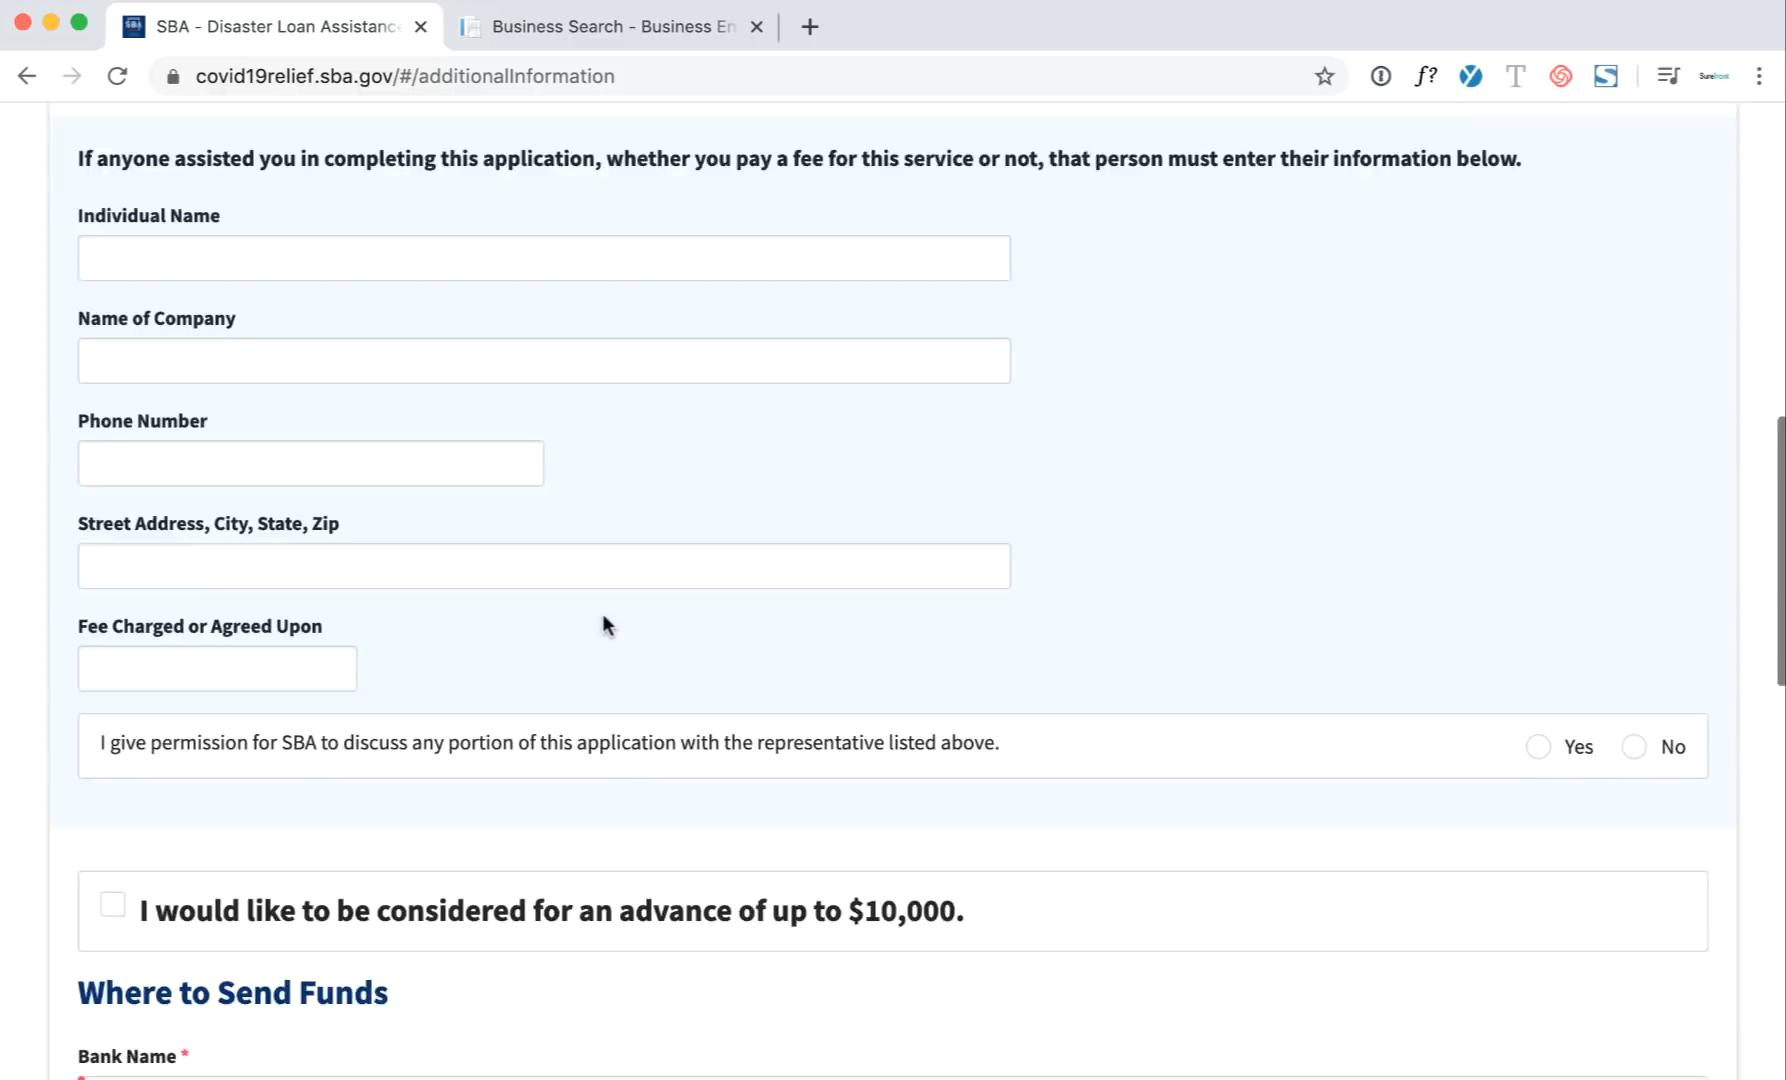 SBA - Disaster Loan Assistance
Business Search - Business En
covid19relief.sba.gov/#/additionalInformation
f?
Surefront
If anyone assisted you in completing this application, whether you pay a fee for this service or not, that person must enter their information below.
Individual Name
Name of Company
Phone Number
Street Address, City, State, Zip
Fee Charged or Agreed Upon
I give permission for SBA to discuss any portion of this application with the representative listed above.
Yes
No
I would like to be considered for an advance of up to $10,000.
Where to Send Funds
Bank Name *